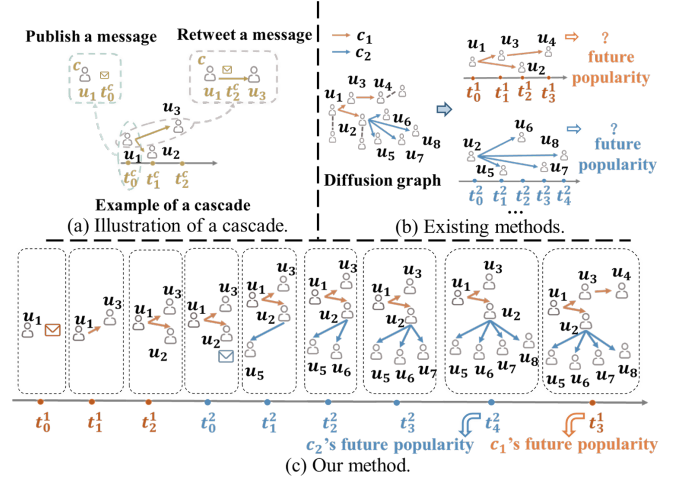 Publish a message
Retweet a message
c
u₁ t₀ᶜ
c
u₁ t₂ᶜ u₃
u₃
u₁ u₂
t₀ᶜ t₁ᶜ t₂ᶜ
Example of a cascade
(a) Illustration of a cascade.
c₁
c₂
u₃ u₄
u₁
u₂ u₆
u₈
u₅ u₇
Diffusion graph
u₁ u₃ u₄
u₂
t₀¹ t₁¹ t₂¹ t₃¹
?
future
popularity
u₆
u₂ u₈
u₅ u₇
t₀² t₁² t₂² t₃² t₄²
...
?
future
popularity
(b) Existing methods.
u₁
u₁ u₃
u₁ u₃
u₂
u₁ u₃
u₂
u₁ u₃
u₂
u₅
u₁ u₃
u₂
u₅ u₆
u₁ u₃
u₂
u₅ u₆ u₇
u₁ u₃
u₂
u₅ u₆ u₇ u₈
u₁ u₃ u₄
u₂
u₅ u₆ u₇ u₈
t₀¹ t₁¹ t₂¹ t₀² t₁² t₂² t₃² t₄² t₃¹
c₂'s future popularity
c₁'s future popularity
(c) Our method.